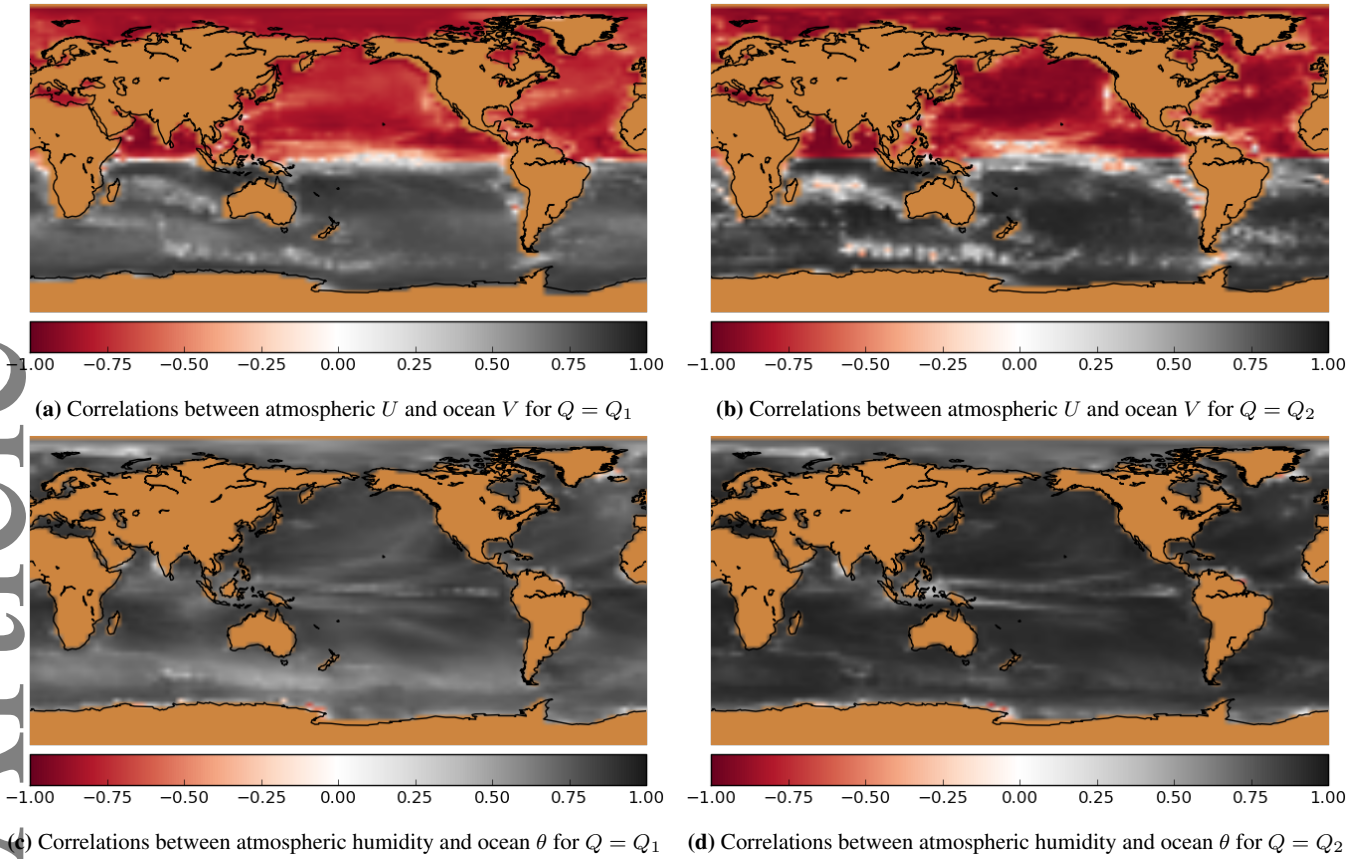 −1.00 −0.75 −0.50 −0.25 0.00 0.25 0.50 0.75 1.00
−1.00 −0.75 −0.50 −0.25 0.00 0.25 0.50 0.75 1.00
(a) Correlations between atmospheric U and ocean V for Q = Q₁
(b) Correlations between atmospheric U and ocean V for Q = Q₂
−1.00 −0.75 −0.50 −0.25 0.00 0.25 0.50 0.75 1.00
−1.00 −0.75 −0.50 −0.25 0.00 0.25 0.50 0.75 1.00
(c) Correlations between atmospheric humidity and ocean θ for Q = Q₁
(d) Correlations between atmospheric humidity and ocean θ for Q = Q₂